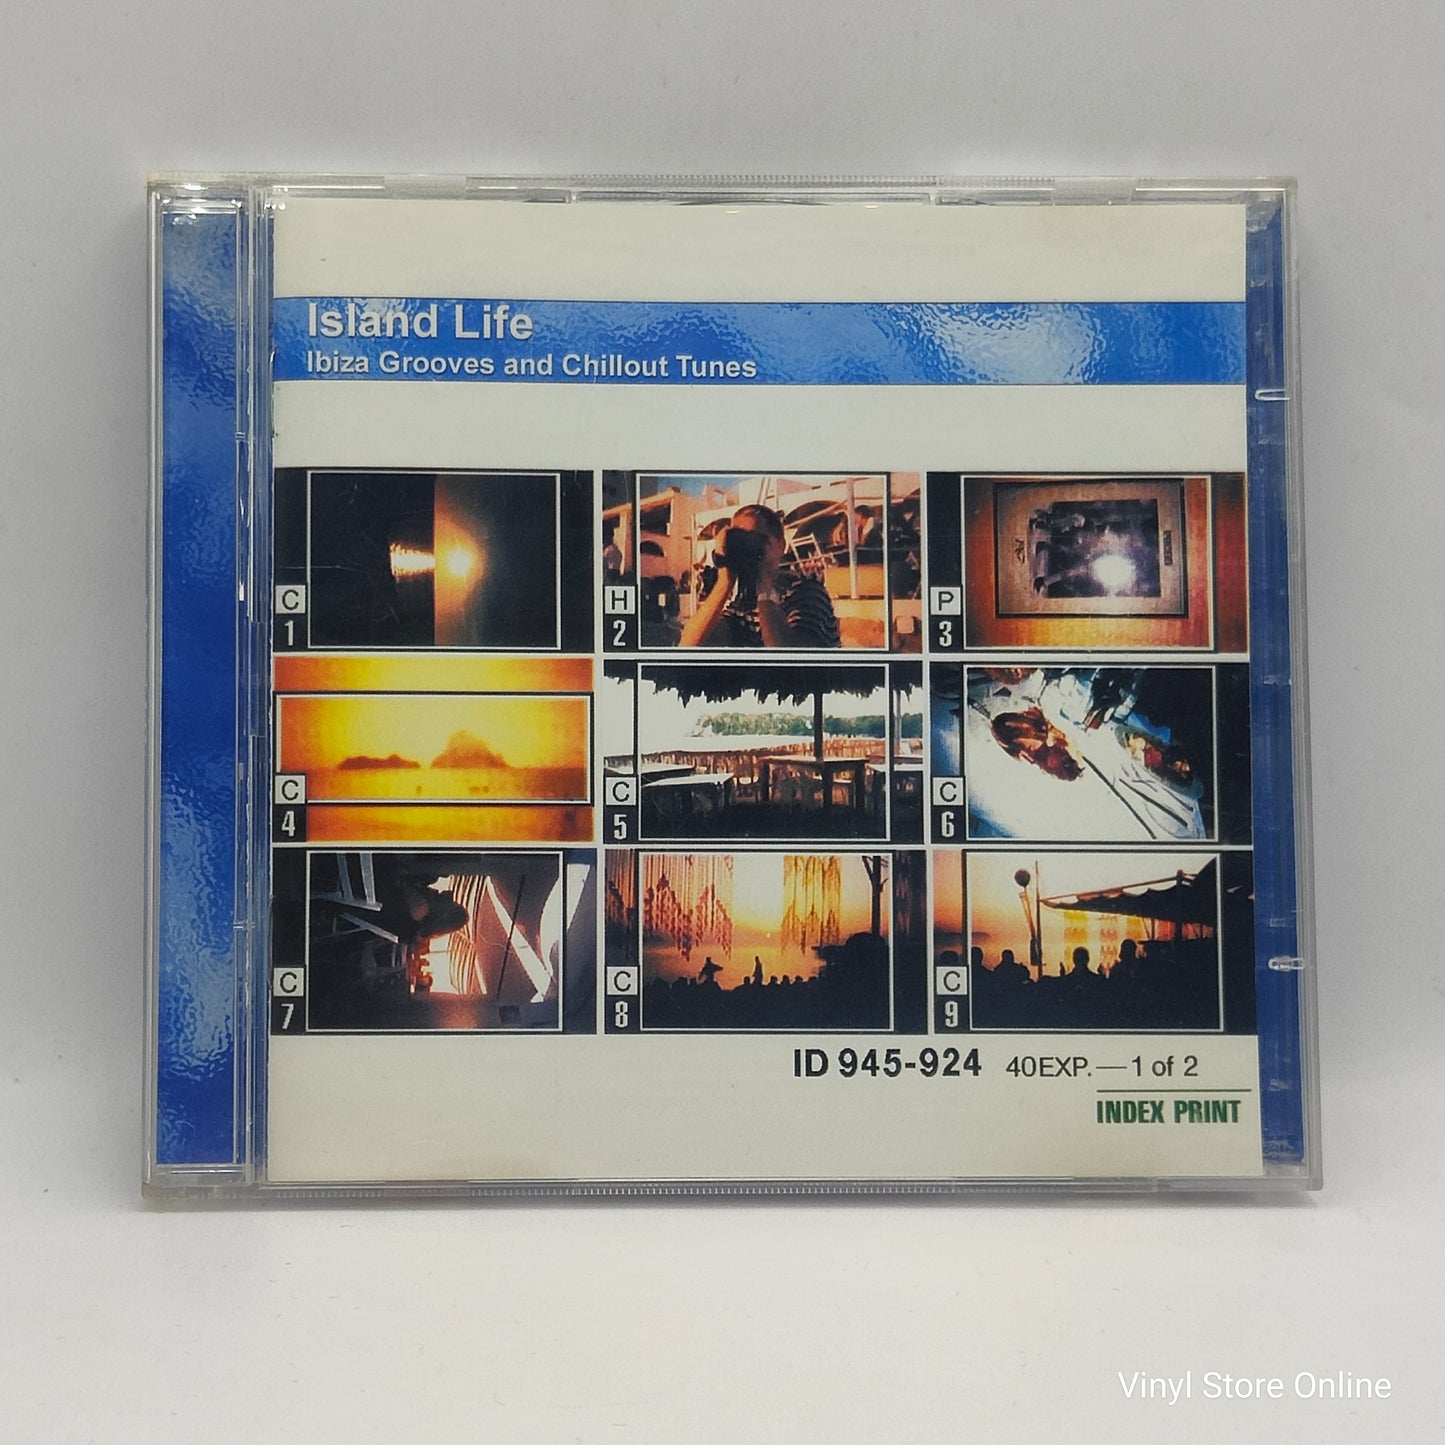 Island Life
Ibiza Grooves and Chillout Tunes
C
1
H
2
P
3
C
4
C
5
C
6
C
7
C
8
C
9
ID 945-924 40EXP.—1 of 2
INDEX PRINT
Vinyl Store Online